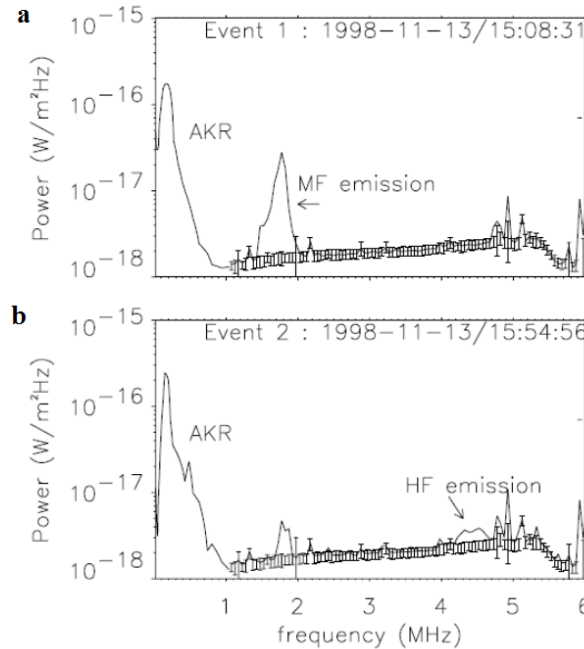 a
10⁻¹⁵
Event 1 : 1998-11-13/15:08:31
10⁻¹⁶
AKR
10⁻¹⁷
MF emission
←
10⁻¹⁸
Power (W/m²Hz)
b
10⁻¹⁵
Event 2 : 1998-11-13/15:54:56
10⁻¹⁶
AKR
10⁻¹⁷
HF emission
10⁻¹⁸
Power (W/m²Hz)
1 2 3 4 5 6
frequency (MHz)